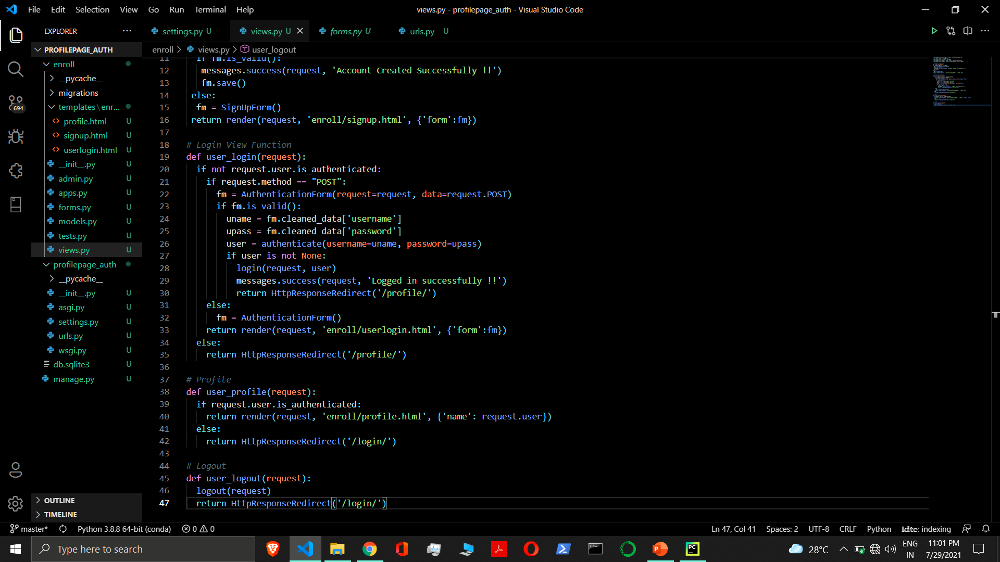 File Edit Selection View Go Run Terminal Help
views.py - profilepage_auth - Visual Studio Code
EXPLORER
settings.py U
views.py U
forms.py U
urls.py U
PROFILEPAGE_AUTH
enroll > views.py > user_logout
enroll
__pycache__
migrations
templates\enr...
profile.html U
signup.html U
userlogin.html U
__init__.py U
admin.py U
apps.py U
forms.py U
models.py U
tests.py U
views.py U
profilepage_auth
__pycache__
__init__.py U
asgi.py U
settings.py U
urls.py U
wsgi.py U
db.sqlite3 U
manage.py U
694
OUTLINE
TIMELINE
11 if fm.is_valid():
12 messages.success(request, 'Account Created Successfully !!')
13 fm.save()
14 else:
15 fm = SignUpForm()
16 return render(request, 'enroll/signup.html', {'form':fm})
17
18 # Login View Function
19 def user_login(request):
20 if not request.user.is_authenticated:
21 if request.method == "POST":
22 fm = AuthenticationForm(request=request, data=request.POST)
23 if fm.is_valid():
24 uname = fm.cleaned_data['username']
25 upass = fm.cleaned_data['password']
26 user = authenticate(username=uname, password=upass)
27 if user is not None:
28 login(request, user)
29 messages.success(request, 'Logged in successfully !!')
30 return HttpResponseRedirect('/profile/')
31 else:
32 fm = AuthenticationForm()
33 return render(request, 'enroll/userlogin.html', {'form':fm})
34 else:
35 return HttpResponseRedirect('/profile/')
36
37 # Profile
38 def user_profile(request):
39 if request.user.is_authenticated:
40 return render(request, 'enroll/profile.html', {'name': request.user})
41 else:
42 return HttpResponseRedirect('/login/')
43
44 # Logout
45 def user_logout(request):
46 logout(request)
47 return HttpResponseRedirect('/login/')
master* Python 3.8.8 64-bit (conda) 0 0
Ln 47, Col 41 Spaces: 2 UTF-8 CRLF Python kite: indexing
Type here to search
28°C
ENG
IN
11:01 PM
7/29/2021